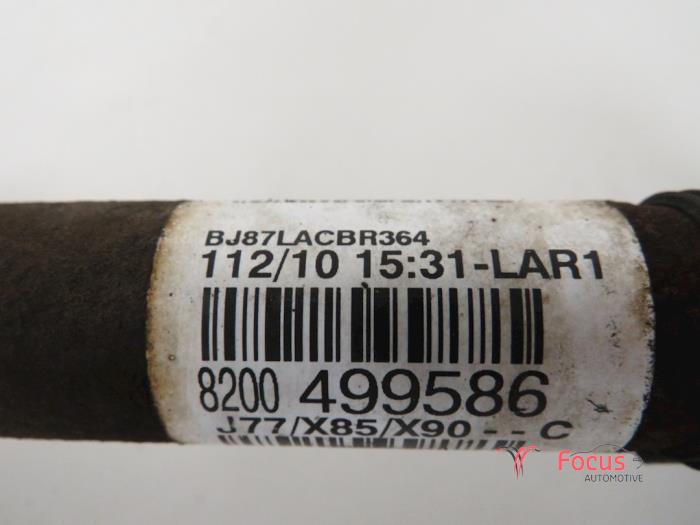 BJ87LACBR364
112/10 15:31-LAR1
8200 499586
J77/X85/X90 - - C
Focus
AUTOMOTIVE